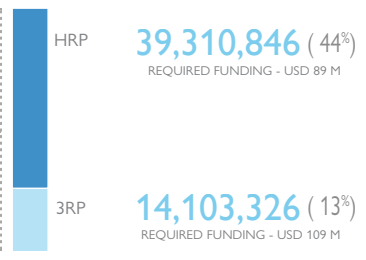 HRP
39,310,846 (44%)
REQUIRED FUNDING - USD 89 M
3RP
14,103,326 (13%)
REQUIRED FUNDING - USD 109 M